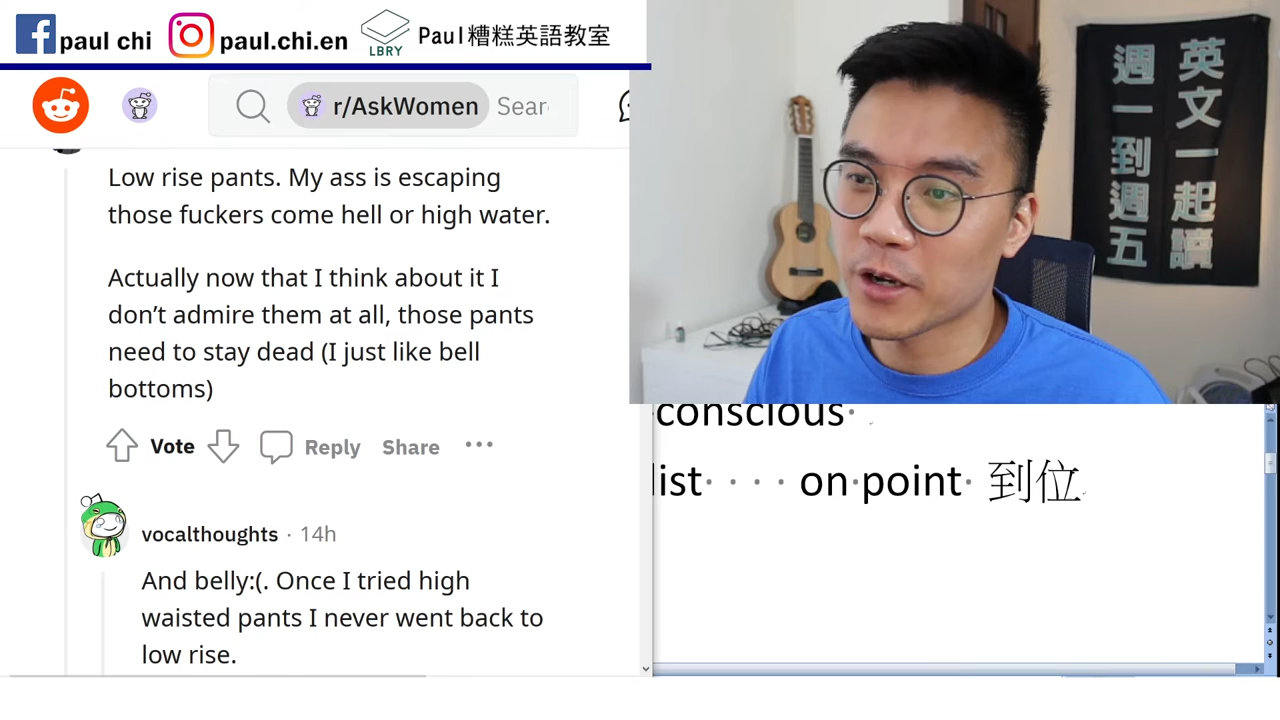 paul chi
paul.chi.en
LBRY
Paul糟糕英語教室
r/AskWomen
Sear
Low rise pants. My ass is escaping
those fuckers come hell or high water.
Actually now that I think about it I
don’t admire them at all, those pants
need to stay dead (I just like bell
bottoms)
Vote
Reply
Share
vocalthoughts · 14h
And belly:(. Once I tried high
waisted pants I never went back to
low rise.
英文一起讀
週一到週五
conscious
list on point 到位